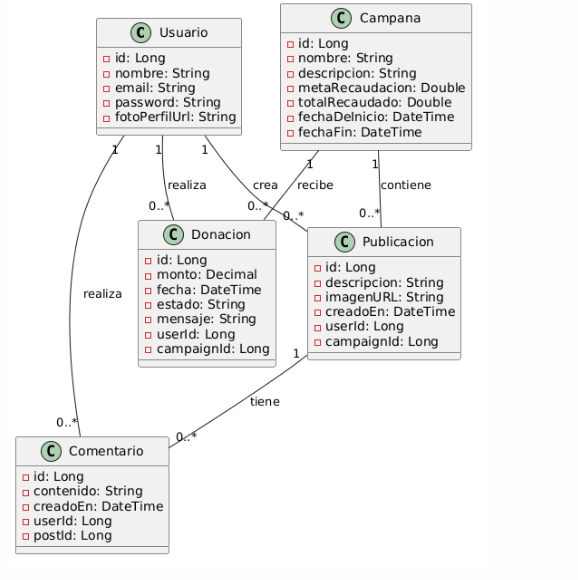 C Usuario
id: Long
nombre: String
email: String
password: String
fotoPerfilUrl: String
C Campana
id: Long
nombre: String
descripcion: String
metaRecaudacion: Double
totalRecaudado: Double
fechaDeInicio: DateTime
fechaFin: DateTime
1
1
1
1
1
realiza
crea
recibe
contiene
0..*
0..*
0..*
0..*
C Donacion
id: Long
monto: Decimal
fecha: DateTime
estado: String
mensaje: String
userId: Long
campaignId: Long
C Publicacion
id: Long
descripcion: String
imagenURL: String
creadoEn: DateTime
userId: Long
campaignId: Long
realiza
1
tiene
0..*
0..*
C Comentario
id: Long
contenido: String
creadoEn: DateTime
userId: Long
postId: Long